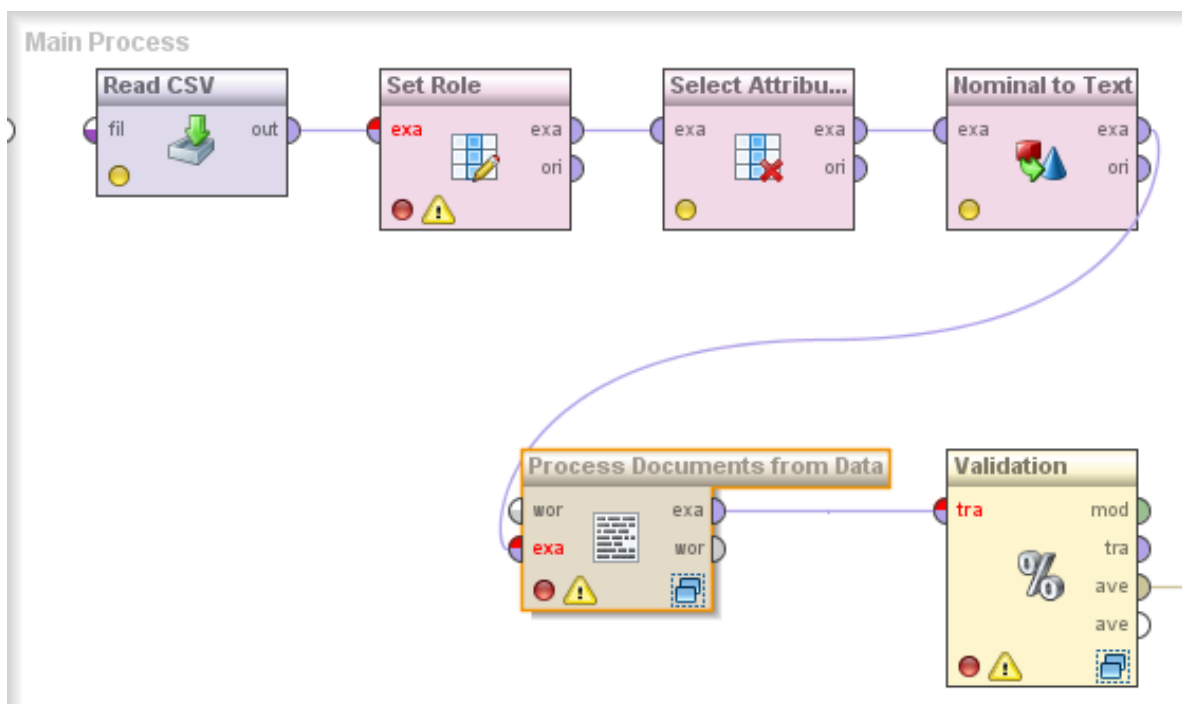 Main Process
Read CSV
fil
out
Set Role
exa
exa
ori
Select Attribu...
exa
exa
ori
Nominal to Text
exa
exa
ori
Process Documents from Data
wor
exa
exa
wor
Validation
tra
mod
tra
ave
ave
%